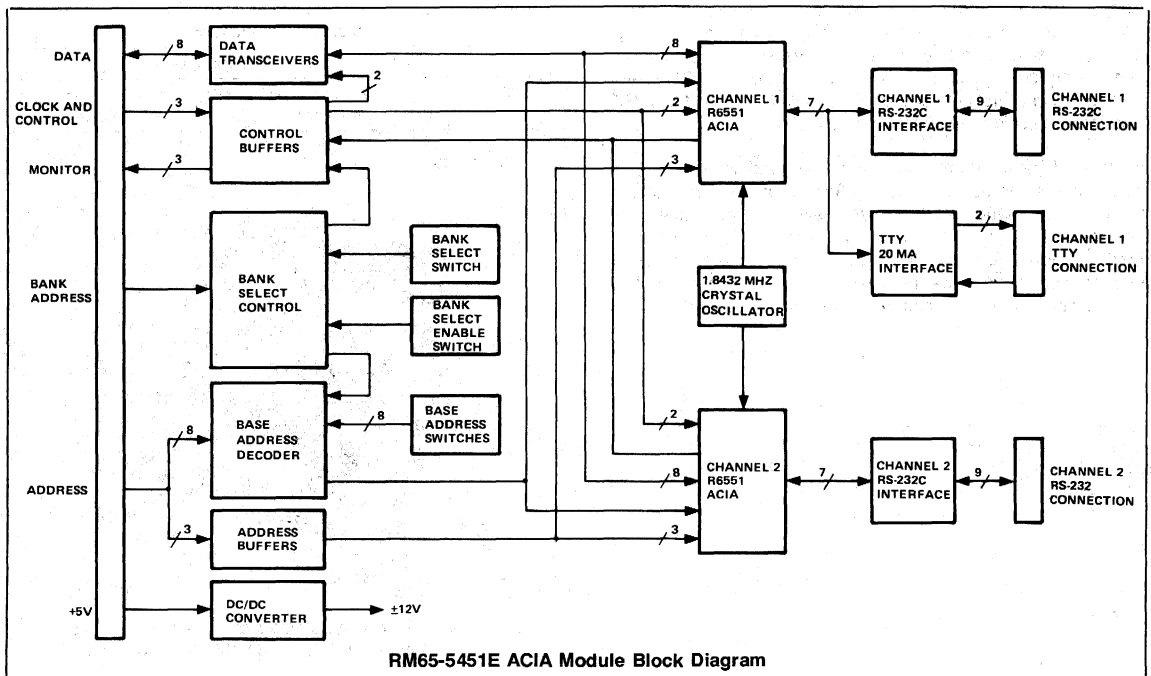 DATA
8
DATA
TRANSCEIVERS
2
CLOCK AND
CONTROL
3
CONTROL
BUFFERS
MONITOR
3
BANK
ADDRESS
BANK
SELECT
CONTROL
BANK
SELECT
SWITCH
BANK
SELECT
ENABLE
SWITCH
8
BASE
ADDRESS
DECODER
8
BASE
ADDRESS
SWITCHES
ADDRESS
3
ADDRESS
BUFFERS
+5V
DC/DC
CONVERTER
±12V
8
2
3
CHANNEL 1
R6551
ACIA
7
CHANNEL 1
RS-232C
INTERFACE
9
CHANNEL 1
RS-232C
CONNECTION
TTY
20 MA
INTERFACE
2
CHANNEL 1
TTY
CONNECTION
1.8432 MHZ
CRYSTAL
OSCILLATOR
2
8
3
CHANNEL 2
R6551
ACIA
7
CHANNEL 2
RS-232C
INTERFACE
9
CHANNEL 2
RS-232
CONNECTION
RM65-5451E ACIA Module Block Diagram